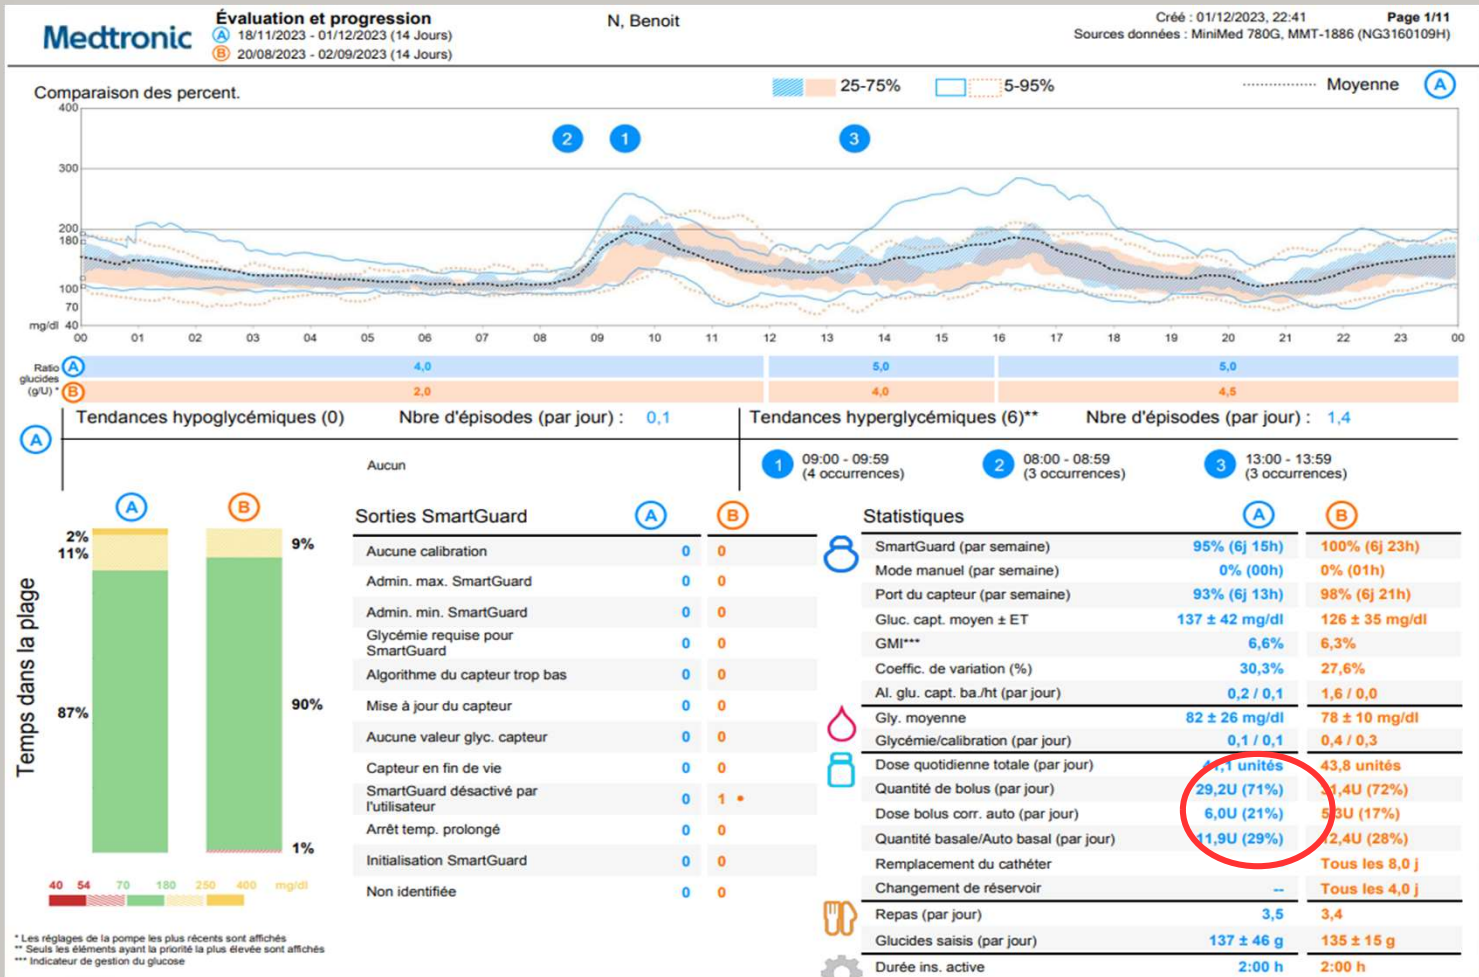 Medtronic
Évaluation et progression
A 18/11/2023 - 01/12/2023 (14 Jours)
B 20/08/2023 - 02/09/2023 (14 Jours)
N, Benoit
Créé : 01/12/2023, 22:41 Page 1/11
Sources données : MiniMed 780G, MMT-1886 (NG3160109H)
Comparaison des percent.
25-75% 5-95% Moyenne A
400
300
200
180
100
70
mg/dl 40
2 1 3
00 01 02 03 04 05 06 07 08 09 10 11 12 13 14 15 16 17 18 19 20 21 22 23 00
Ratio glucides (g/U) *
A 4,0 5,0 5,0
B 2,0 4,0 4,5
A
Tendances hypoglycémiques (0) Nbre d'épisodes (par jour) : 0,1
Aucun
Tendances hyperglycémiques (6)** Nbre d'épisodes (par jour) : 1,4
1 09:00 - 09:59 (4 occurrences)
2 08:00 - 08:59 (3 occurrences)
3 13:00 - 13:59 (3 occurrences)
Temps dans la plage
A B
2%
11%
87%
9%
90%
1%
40 54 70 180 250 400 mg/dl
Sorties SmartGuard A B
Aucune calibration 0 0
Admin. max. SmartGuard 0 0
Admin. min. SmartGuard 0 0
Glycémie requise pour SmartGuard 0 0
Algorithme du capteur trop bas 0 0
Mise à jour du capteur 0 0
Aucune valeur glyc. capteur 0 0
Capteur en fin de vie 0 0
SmartGuard désactivé par l'utilisateur 0 1
Arrêt temp. prolongé 0 0
Initialisation SmartGuard 0 0
Non identifiée 0 0
Statistiques A B
SmartGuard (par semaine) 95% (6j 15h) 100% (6j 23h)
Mode manuel (par semaine) 0% (00h) 0% (01h)
Port du capteur (par semaine) 93% (6j 13h) 98% (6j 21h)
Gluc. capt. moyen ± ET 137 ± 42 mg/dl 126 ± 35 mg/dl
GMI*** 6,6% 6,3%
Coeffic. de variation (%) 30,3% 27,6%
Al. glu. capt. ba./ht (par jour) 0,2 / 0,1 1,6 / 0,0
Gly. moyenne 82 ± 26 mg/dl 78 ± 10 mg/dl
Glycémie/calibration (par jour) 0,1 / 0,1 0,4 / 0,3
Dose quotidienne totale (par jour) 41,1 unités 43,8 unités
Quantité de bolus (par jour) 29,2U (71%) 31,4U (72%)
Dose bolus corr. auto (par jour) 6,0U (21%) 5,3U (17%)
Quantité basale/Auto basal (par jour) 11,9U (29%) 12,4U (28%)
Remplacement du cathéter Tous les 8,0 j
Changement de réservoir -- Tous les 4,0 j
Repas (par jour) 3,5 3,4
Glucides saisis (par jour) 137 ± 46 g 135 ± 15 g
Durée ins. active 2:00 h 2:00 h
* Les réglages de la pompe les plus récents sont affichés
** Seuls les éléments ayant la priorité la plus élevée sont affichés
*** Indicateur de gestion du glucose